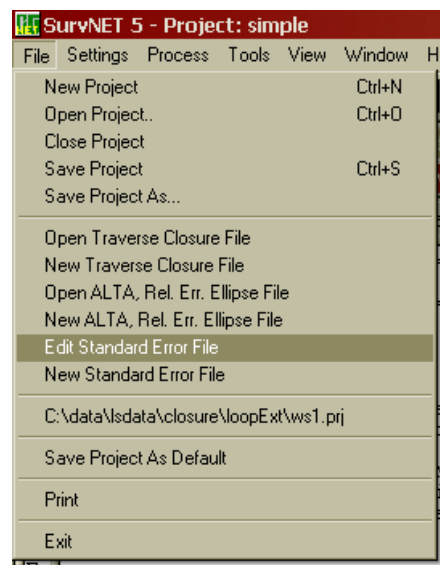 SurvNET 5 - Project: simple
File Settings Process Tools View Window H
New Project Ctrl+N
Open Project.. Ctrl+O
Close Project
Save Project Ctrl+S
Save Project As...
Open Traverse Closure File
New Traverse Closure File
Open ALTA, Rel. Err. Ellipse File
New ALTA, Rel. Err. Ellipse File
Edit Standard Error File
New Standard Error File
C:\data\lsdata\closure\loopExt\ws1.prj
Save Project As Default
Print
Exit